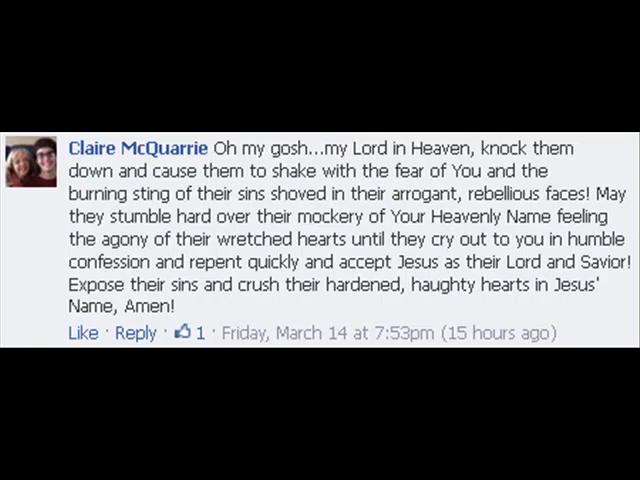 Claire McQuarrie Oh my gosh...my Lord in Heaven, knock them
down and cause them to shake with the fear of You and the
burning sting of their sins shoved in their arrogant, rebellious faces! May
they stumble hard over their mockery of Your Heavenly Name feeling
the agony of their wretched hearts until they cry out to you in humble
confession and repent quickly and accept Jesus as their Lord and Savior!
Expose their sins and crush their hardened, haughty hearts in Jesus'
Name, Amen!
Like · Reply · 1 · Friday, March 14 at 7:53pm (15 hours ago)